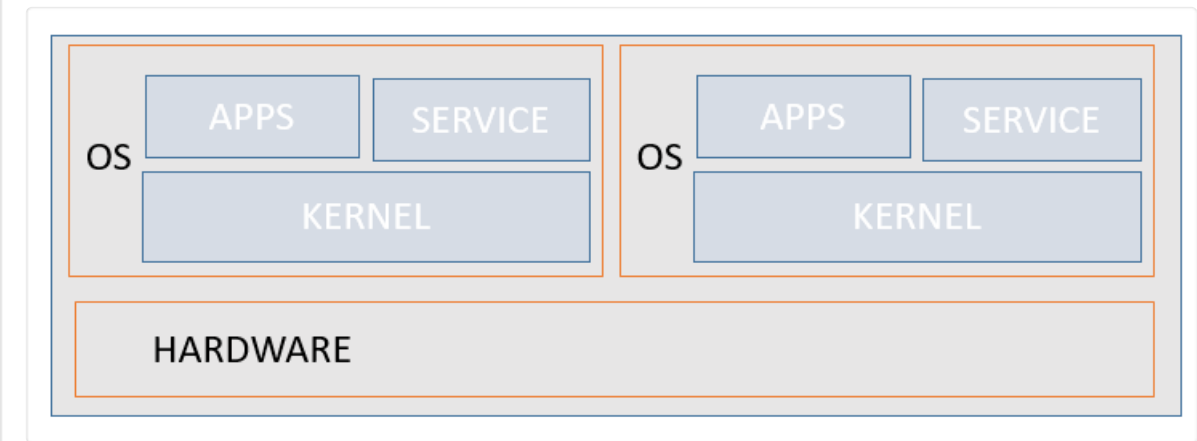 APPS
SERVICE
OS
KERNEL
APPS
SERVICE
OS
KERNEL
HARDWARE